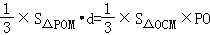 1/3 × S△POM•d=1/3 × S△OCM × PO